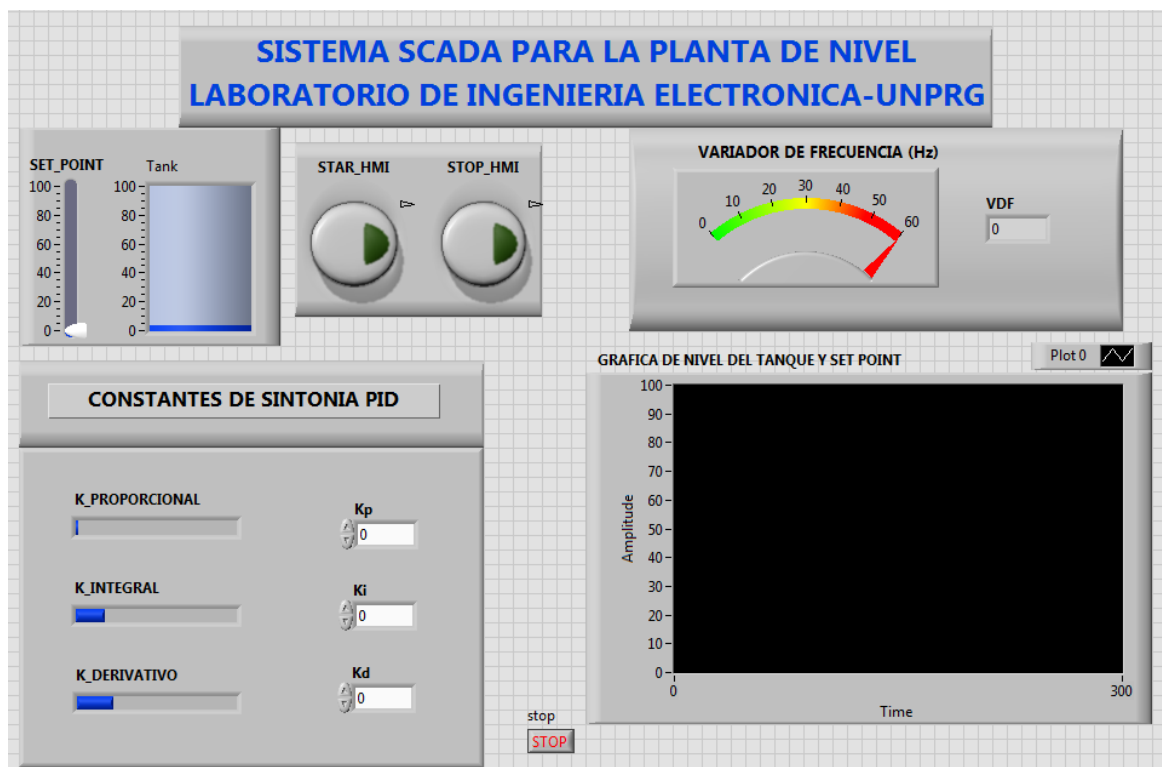 SISTEMA SCADA PARA LA PLANTA DE NIVEL
LABORATORIO DE INGENIERIA ELECTRONICA-UNPRG
SET_POINT
100
80
60
40
20
0
Tank
100
80
60
40
20
0
STAR_HMI
STOP_HMI
VARIADOR DE FRECUENCIA (Hz)
0
10
20
30
40
50
60
VDF
0
CONSTANTES DE SINTONIA PID
K_PROPORCIONAL
Kp
0
K_INTEGRAL
Ki
0
K_DERIVATIVO
Kd
0
stop
STOP
GRAFICA DE NIVEL DEL TANQUE Y SET POINT
Plot 0
Amplitude
100
90
80
70
60
50
40
30
20
10
0
0
300
Time